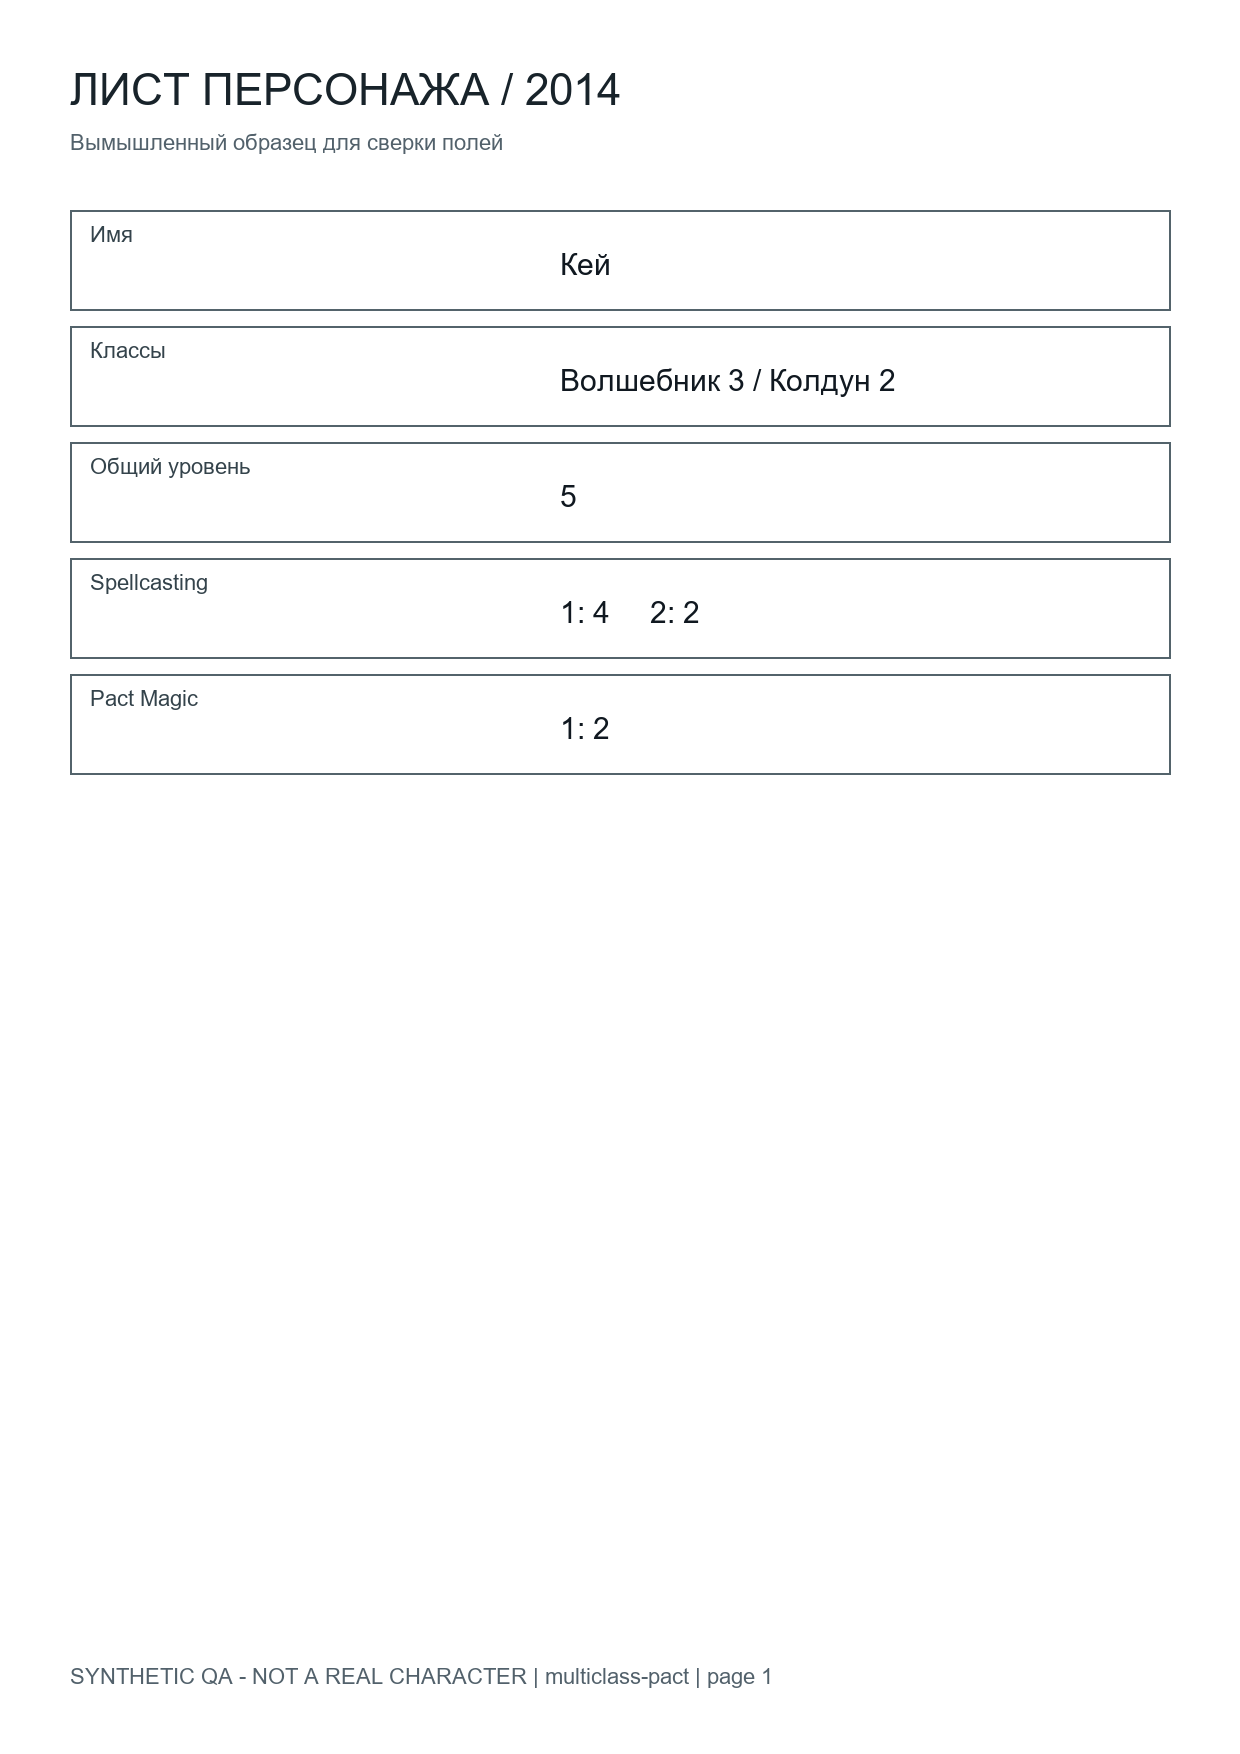 ЛИСТ ПЕРСОНАЖА / 2014
Вымышленный образец для сверки полей
Имя
Кей
Классы
Волшебник 3 / Колдун 2
Общий уровень
5
Spellcasting
1: 4     2: 2
Pact Magic
1: 2
SYNTHETIC QA - NOT A REAL CHARACTER | multiclass-pact | page 1